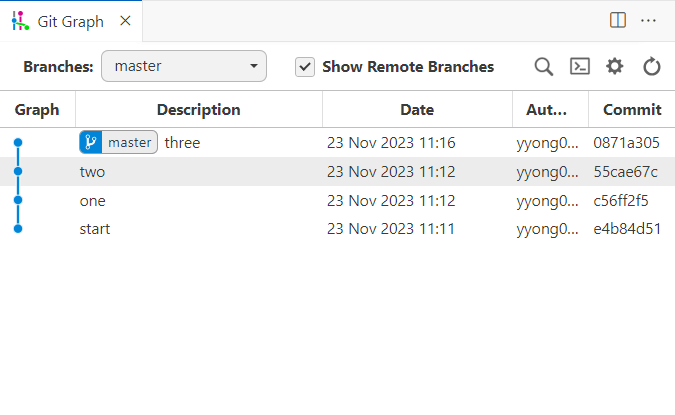 Git Graph
Branches: master Show Remote Branches
Graph Description Date Aut... Commit
master three 23 Nov 2023 11:16 yyong0... 0871a305
two 23 Nov 2023 11:12 yyong0... 55cae67c
one 23 Nov 2023 11:12 yyong0... c56ff2f5
start 23 Nov 2023 11:11 yyong0... e4b84d51